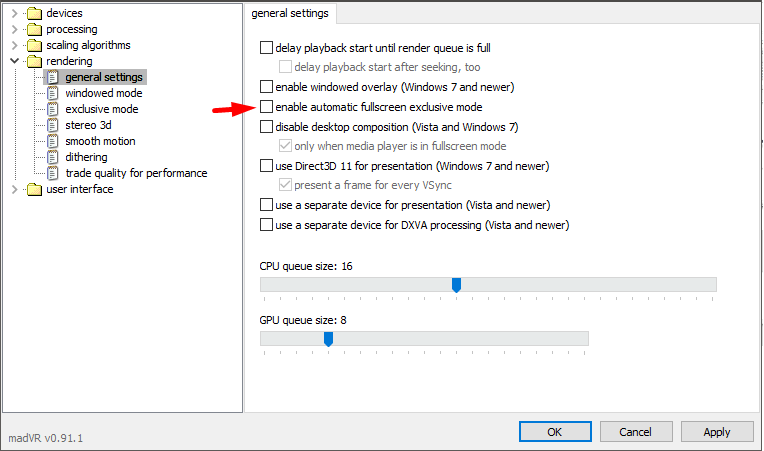 devices
processing
scaling algorithms
rendering
general settings
windowed mode
exclusive mode
stereo 3d
smooth motion
dithering
trade quality for performance
user interface
general settings
delay playback start until render queue is full
delay playback start after seeking, too
enable windowed overlay (Windows 7 and newer)
enable automatic fullscreen exclusive mode
disable desktop composition (Vista and Windows 7)
only when media player is in fullscreen mode
use Direct3D 11 for presentation (Windows 7 and newer)
present a frame for every VSync
use a separate device for presentation (Vista and newer)
use a separate device for DXVA processing (Vista and newer)
CPU queue size: 16
GPU queue size: 8
madVR v0.91.1
OK
Cancel
Apply